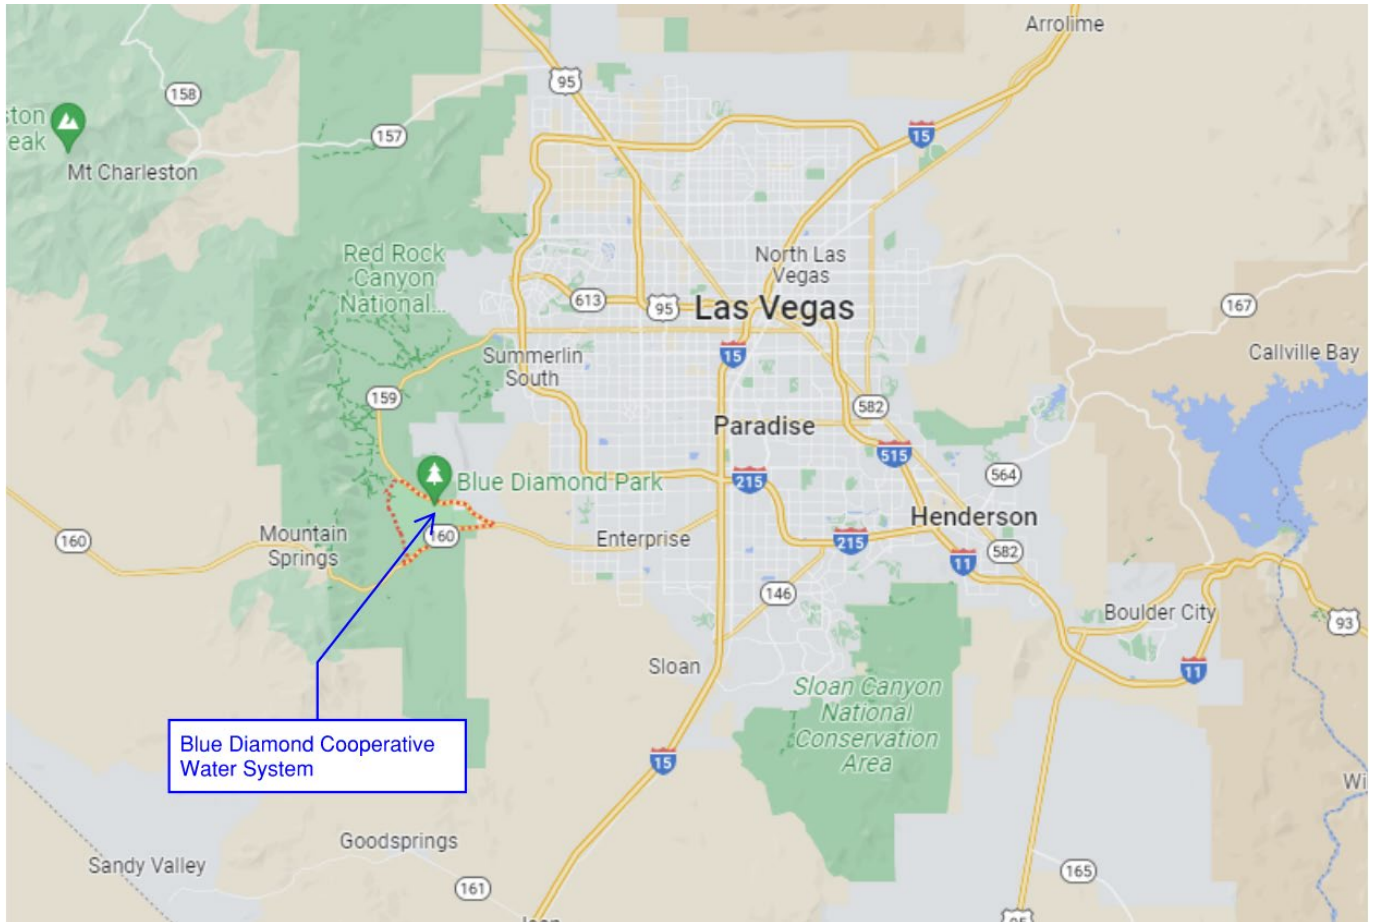 Arrolime
95
158
15
157
ston
eak
Mt Charleston
Red Rock
Canyon
National...
North Las
Vegas
613
95
Las Vegas
167
15
Summerlin
South
Callville Bay
159
582
Paradise
515
564
Blue Diamond Park
215
Henderson
160
Mountain
Springs
160
Enterprise
215
582
11
146
Boulder City
93
Sloan
11
Sloan Canyon
National
Conservation
Area
Blue Diamond Cooperative
Water System
15
Wi
Goodsprings
Sandy Valley
161
165